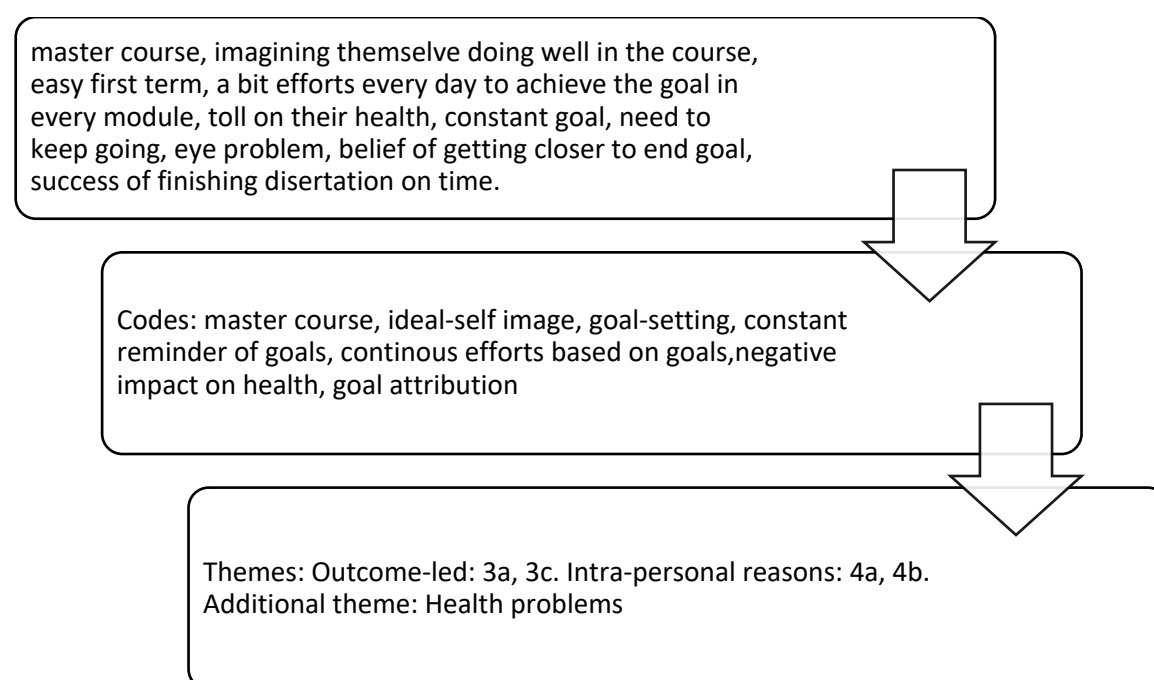 master course, imagining themselve doing well in the course,
easy first term, a bit efforts every day to achieve the goal in
every module, toll on their health, constant goal, need to
keep going, eye problem, belief of getting closer to end goal,
success of finishing disertation on time.
Codes: master course, ideal-self image, goal-setting, constant
reminder of goals, continous efforts based on goals,negative
impact on health, goal attribution
Themes: Outcome-led: 3a, 3c. Intra-personal reasons: 4a, 4b.
Additional theme: Health problems